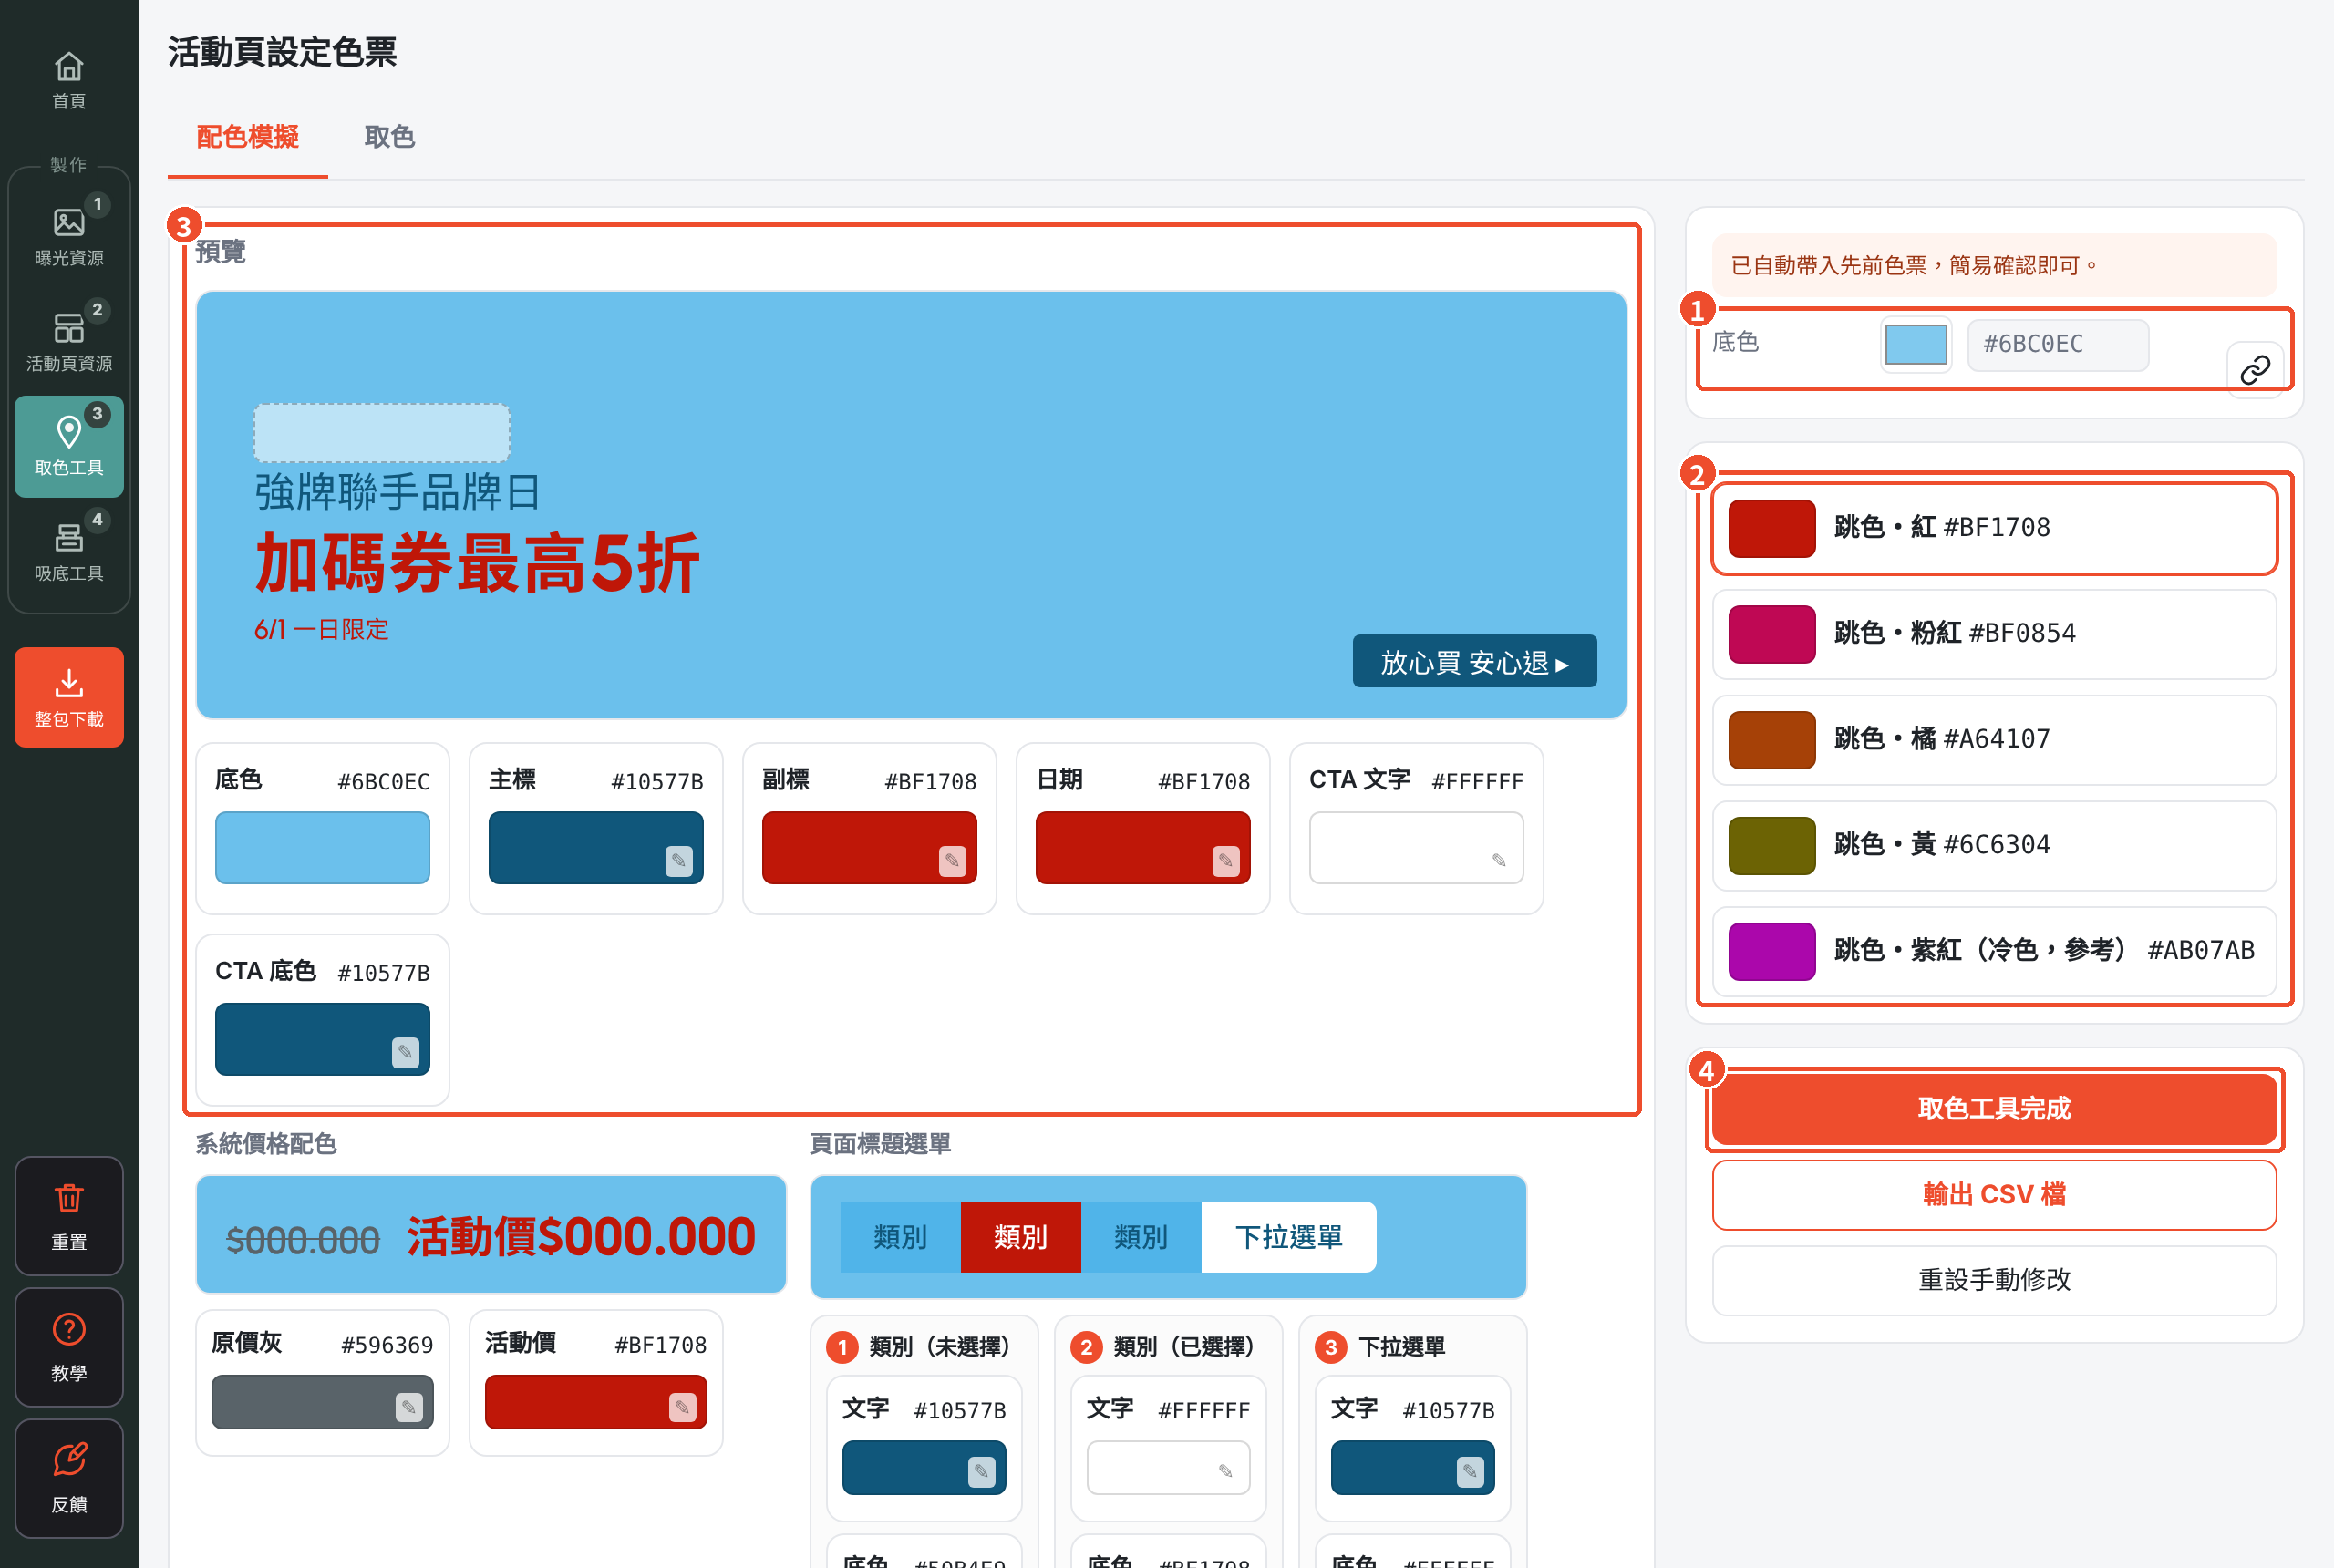 首頁
製作
1
曝光資源
2
活動頁資源
3
取色工具
4
吸底工具
整包下載
重置
教學
反饋
活動頁設定色票
配色模擬
取色
3
預覽
強牌聯手品牌日
加碼券最高5折
6/1 一日限定
放心買 安心退 ▸
底色 #6BC0EC
主標 #10577B
副標 #BF1708
日期 #BF1708
CTA 文字 #FFFFFF
CTA 底色 #10577B
系統價格配色
$000.000 活動價$000.000
原價灰 #596369
活動價 #BF1708
頁面標題選單
類別 類別 類別 下拉選單
1 類別（未選擇）
文字 #10577B
2 類別（已選擇）
文字 #FFFFFF
3 下拉選單
文字 #10577B
底色
底色 #BF1708
底色 #FFFFFF
已自動帶入先前色票，簡易確認即可。
1
底色 #6BC0EC
2
跳色・紅 #BF1708
跳色・粉紅 #BF0854
跳色・橘 #A64107
跳色・黃 #6C6304
跳色・紫紅（冷色，參考） #AB07AB
4
取色工具完成
輸出 CSV 檔
重設手動修改